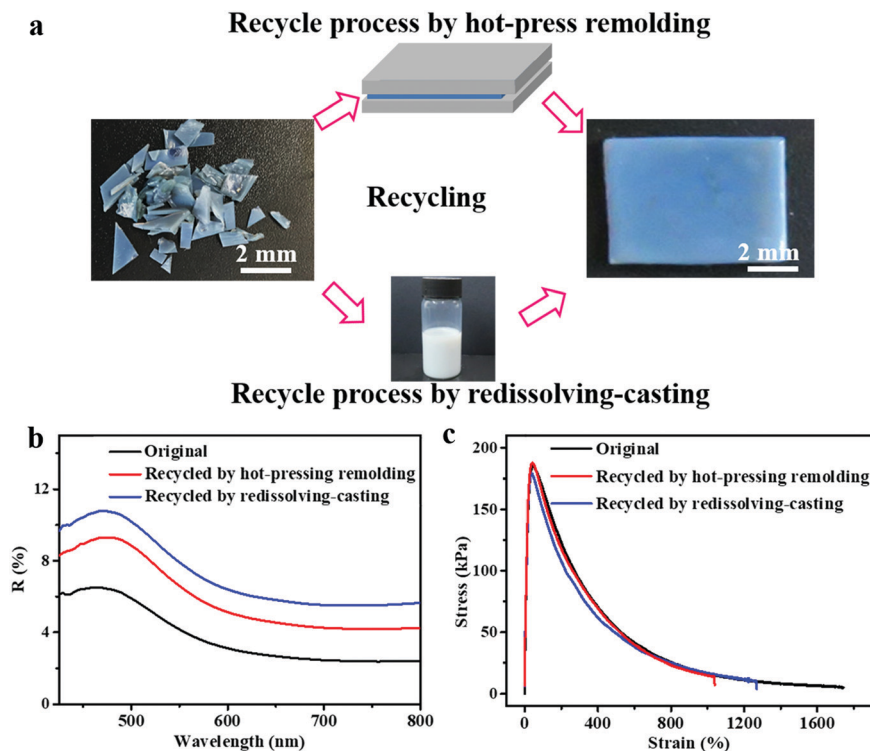 a
Recycle process by hot-press remolding
Recycling
2 mm
2 mm
Recycle process by redissolving-casting
b
Original
Recycled by hot-pressing remolding
Recycled by redissolving-casting
12
8
4
0
R (%)
500
600
700
800
Wavelength (nm)
c
Original
Recycled by hot-pressing remolding
Recycled by redissolving-casting
200
150
100
50
0
Stress (kPa)
0
400
800
1200
1600
Strain (%)